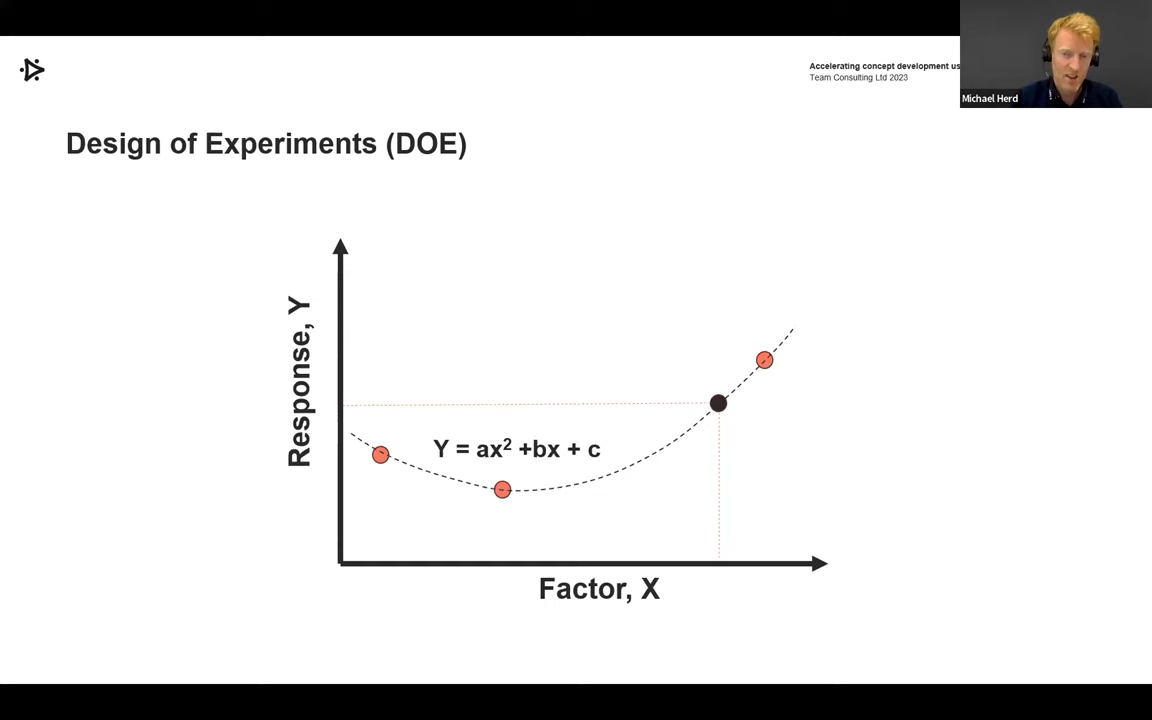 Accelerating concept development us
Team Consulting Ltd 2023
Michael Herd
Design of Experiments (DOE)
Response, Y
Y = ax² +bx + c
Factor, X